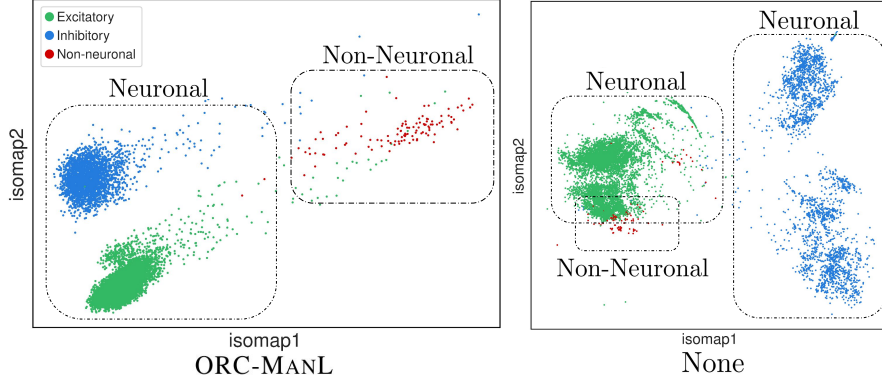 Excitatory
Inhibitory
Non-neuronal
Neuronal
Non-Neuronal
isomap2
isomap1
ORC-MANL
Neuronal
Neuronal
Non-Neuronal
isomap2
isomap1
None